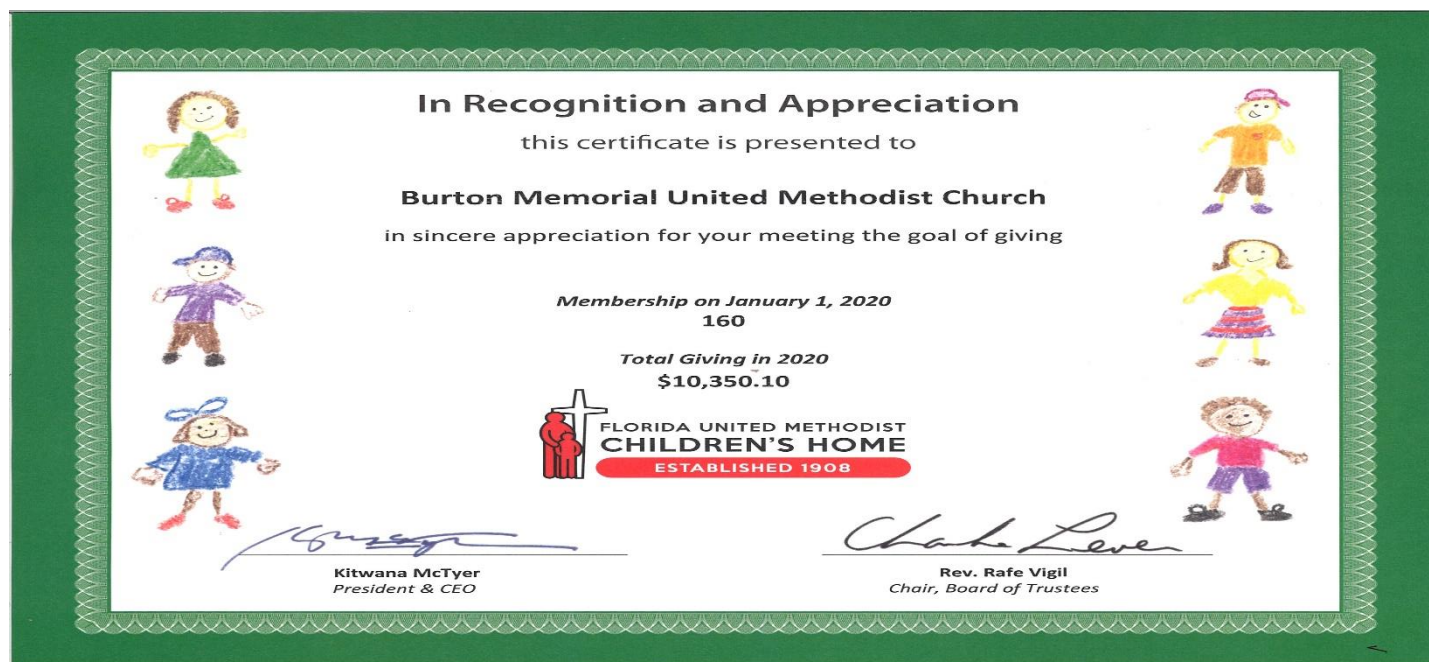 In Recognition and Appreciation
this certificate is presented to
Burton Memorial United Methodist Church
in sincere appreciation for your meeting the goal of giving
Membership on January 1, 2020
160
Total Giving in 2020
$10,350.10
FLORIDA UNITED METHODIST
CHILDREN'S HOME
ESTABLISHED 1908
Kitwana McTyer
President & CEO
Rev. Rafe Vigil
Chair, Board of Trustees